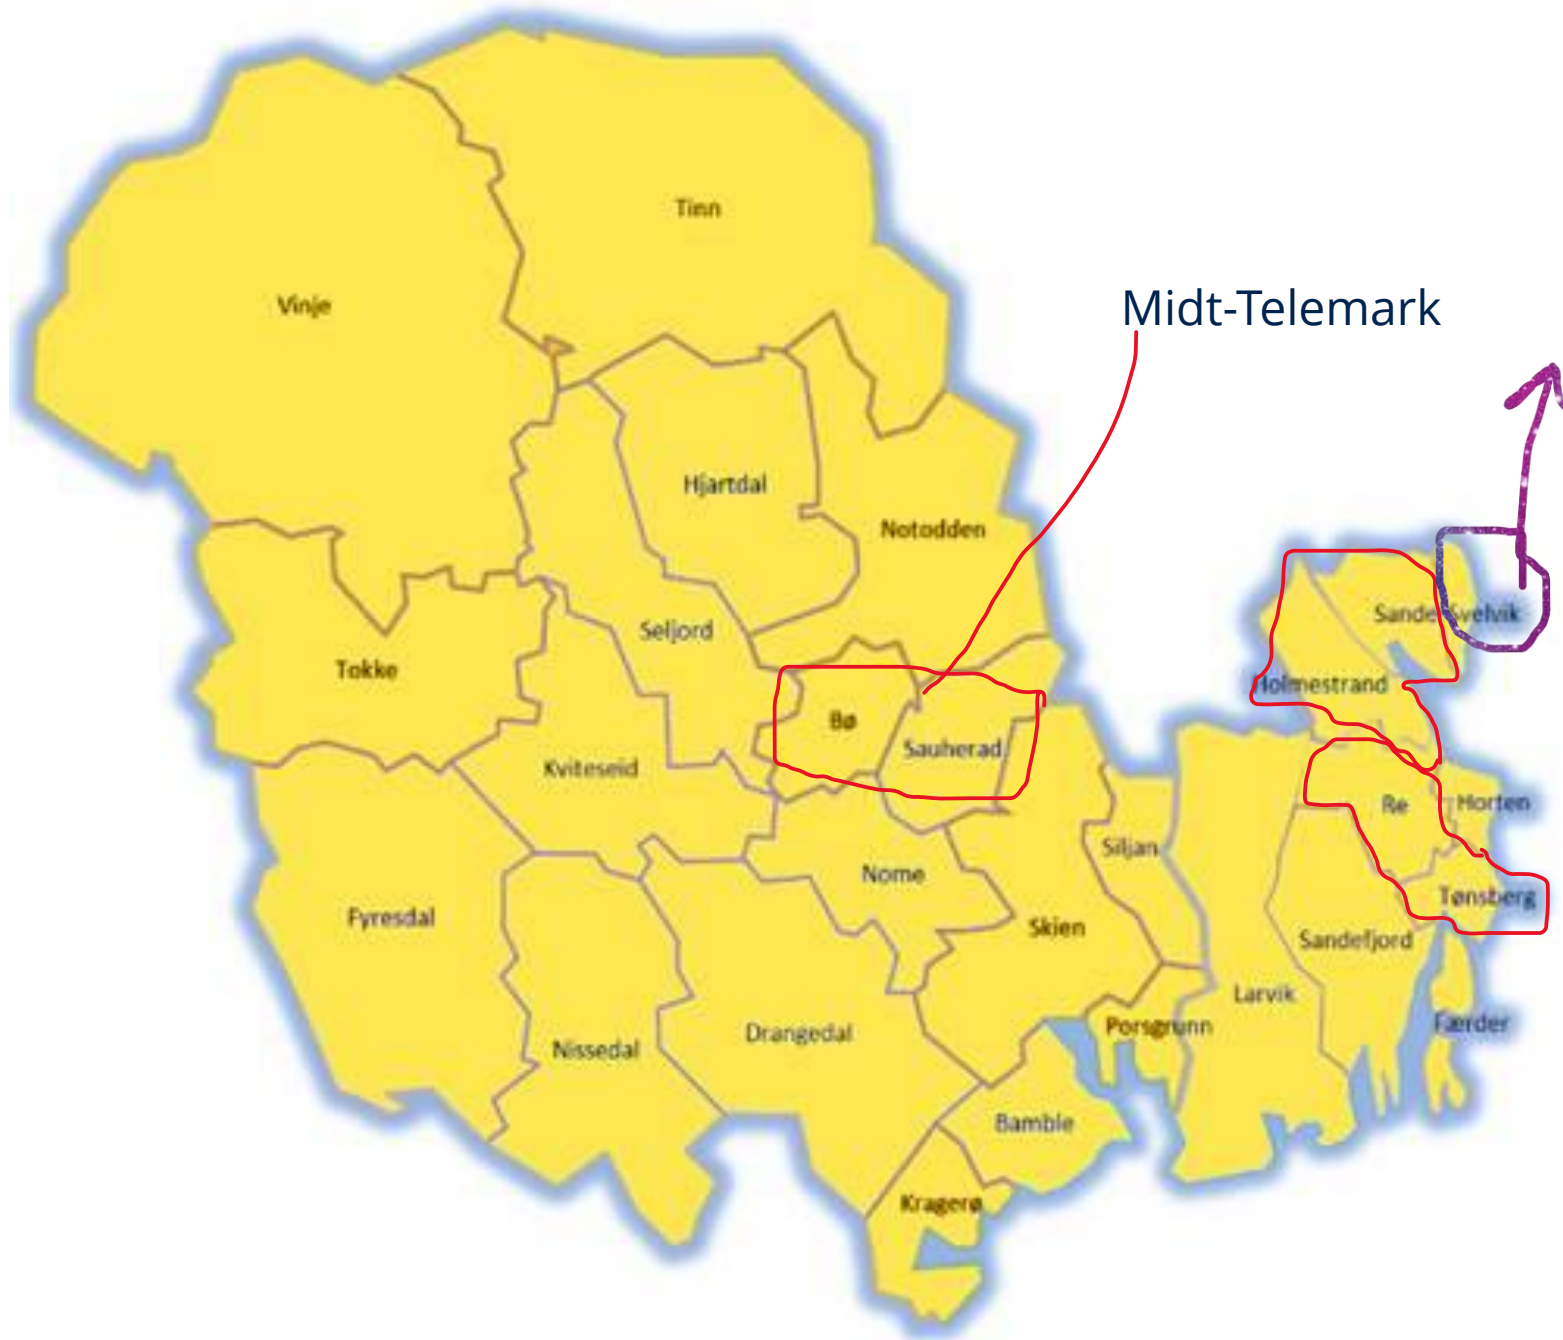 Tinn
Vinje
Midt-Telemark
Hjartdal
Notodden
Sande
Svelvik
Seljord
Tokke
Holmestrand
Bø
Sauherad
Kviteseid
Re
Horten
Siljan
Nome
Tønsberg
Fyresdal
Skien
Sandefjord
Larvik
Færder
Porsgrunn
Drangedal
Nissedal
Bamble
Kragerø